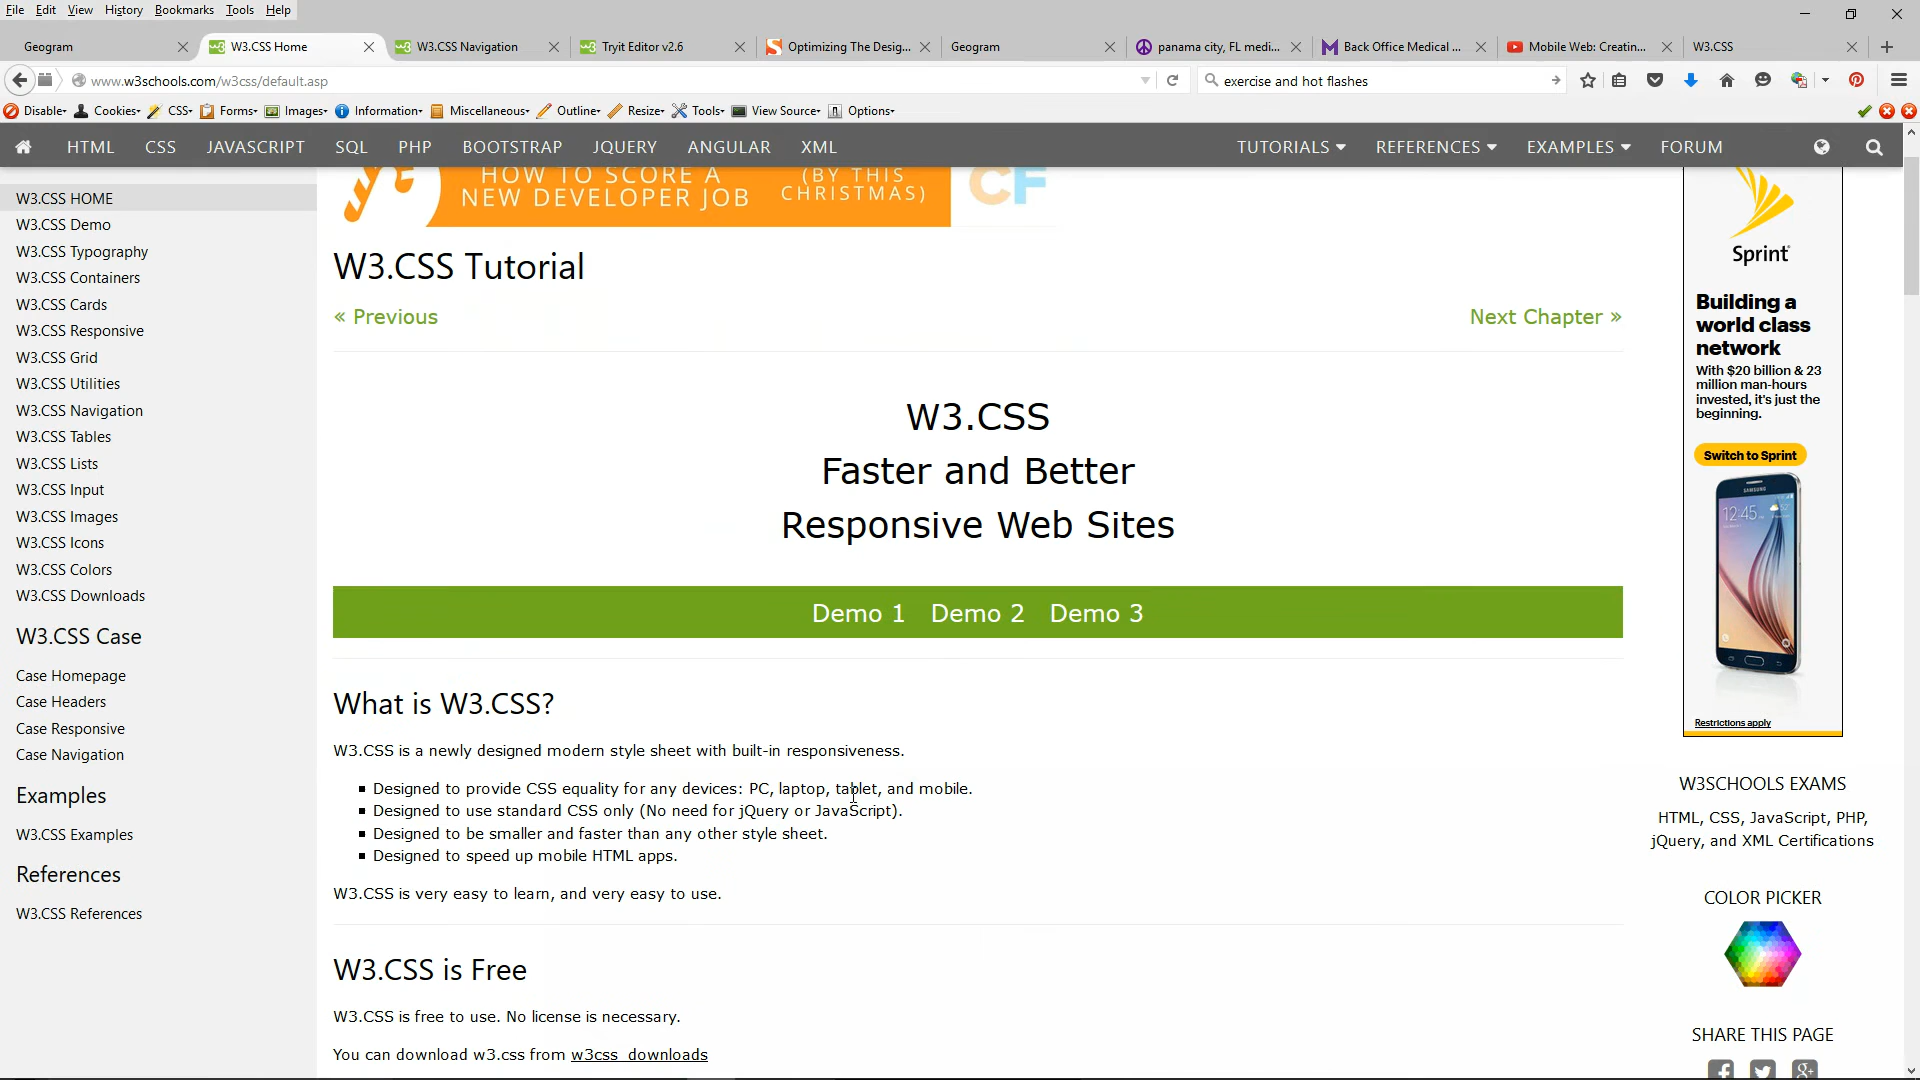 File Edit View History Bookmarks Tools Help
Geogram
W3.CSS Home
W3.CSS Navigation
Tryit Editor v2.6
Optimizing The Desig...
Geogram
panama city, FL medi...
Back Office Medical ...
Mobile Web: Creatin...
W3.CSS
www.w3schools.com/w3css/default.asp
exercise and hot flashes
Disable Cookies CSS Forms Images Information Miscellaneous Outline Resize Tools View Source Options
HTML CSS JAVASCRIPT SQL PHP BOOTSTRAP JQUERY ANGULAR XML TUTORIALS REFERENCES EXAMPLES FORUM
W3.CSS HOME
W3.CSS Demo
W3.CSS Typography
W3.CSS Containers
W3.CSS Cards
W3.CSS Responsive
W3.CSS Grid
W3.CSS Utilities
W3.CSS Navigation
W3.CSS Tables
W3.CSS Lists
W3.CSS Input
W3.CSS Images
W3.CSS Icons
W3.CSS Colors
W3.CSS Downloads
W3.CSS Case
Case Homepage
Case Headers
Case Responsive
Case Navigation
Examples
W3.CSS Examples
References
W3.CSS References
HOW TO SCORE A
NEW DEVELOPER JOB
(BY THIS
CHRISTMAS)
CF
W3.CSS Tutorial
« Previous
Next Chapter »
W3.CSS
Faster and Better
Responsive Web Sites
Demo 1 Demo 2 Demo 3
What is W3.CSS?
W3.CSS is a newly designed modern style sheet with built-in responsiveness.
Designed to provide CSS equality for any devices: PC, laptop, tablet, and mobile.
Designed to use standard CSS only (No need for jQuery or JavaScript).
Designed to be smaller and faster than any other style sheet.
Designed to speed up mobile HTML apps.
W3.CSS is very easy to learn, and very easy to use.
W3.CSS is Free
W3.CSS is free to use. No license is necessary.
You can download w3.css from w3css_downloads
Sprint
Building a
world class
network
With $20 billion & 23
million man-hours
invested, it's just the
beginning.
Switch to Sprint
SAMSUNG
12:45
Restrictions apply
W3SCHOOLS EXAMS
HTML, CSS, JavaScript, PHP,
jQuery, and XML Certifications
COLOR PICKER
SHARE THIS PAGE